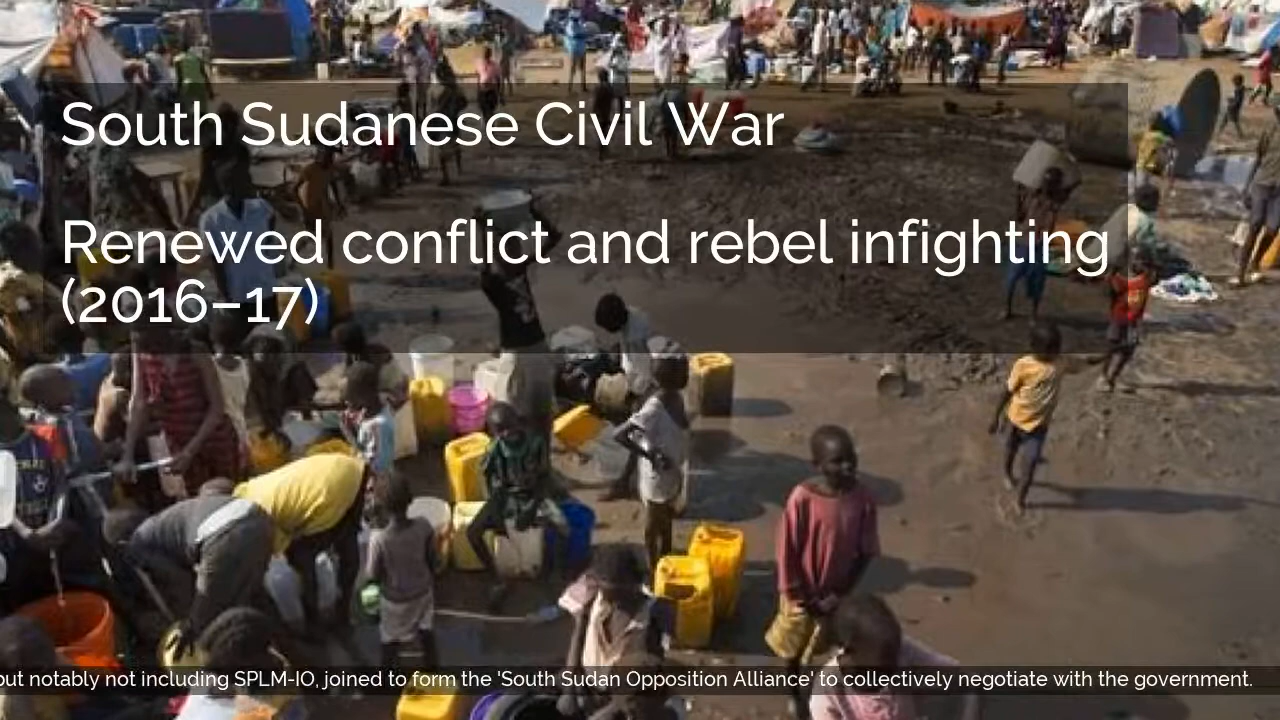 South Sudanese Civil War
Renewed conflict and rebel infighting
(2016–17)
but notably not including SPLM-IO, joined to form the 'South Sudan Opposition Alliance' to collectively negotiate with the government.